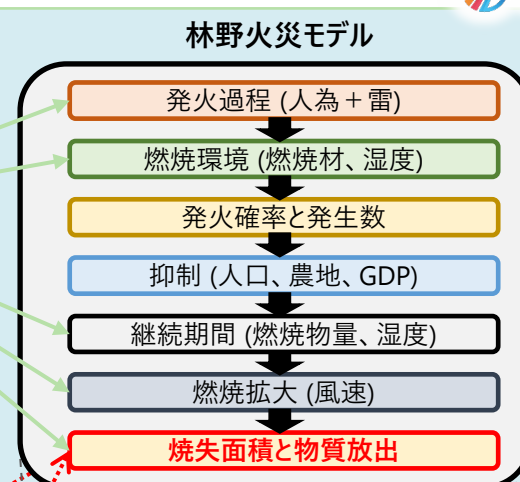 林野火災モデル
発火過程 (人為＋雷)
燃焼環境 (燃焼材、湿度)
発火確率と発生数
抑制 (人口、農地、GDP)
継続期間 (燃焼物量、湿度)
燃焼拡大 (風速)
焼失面積と物質放出